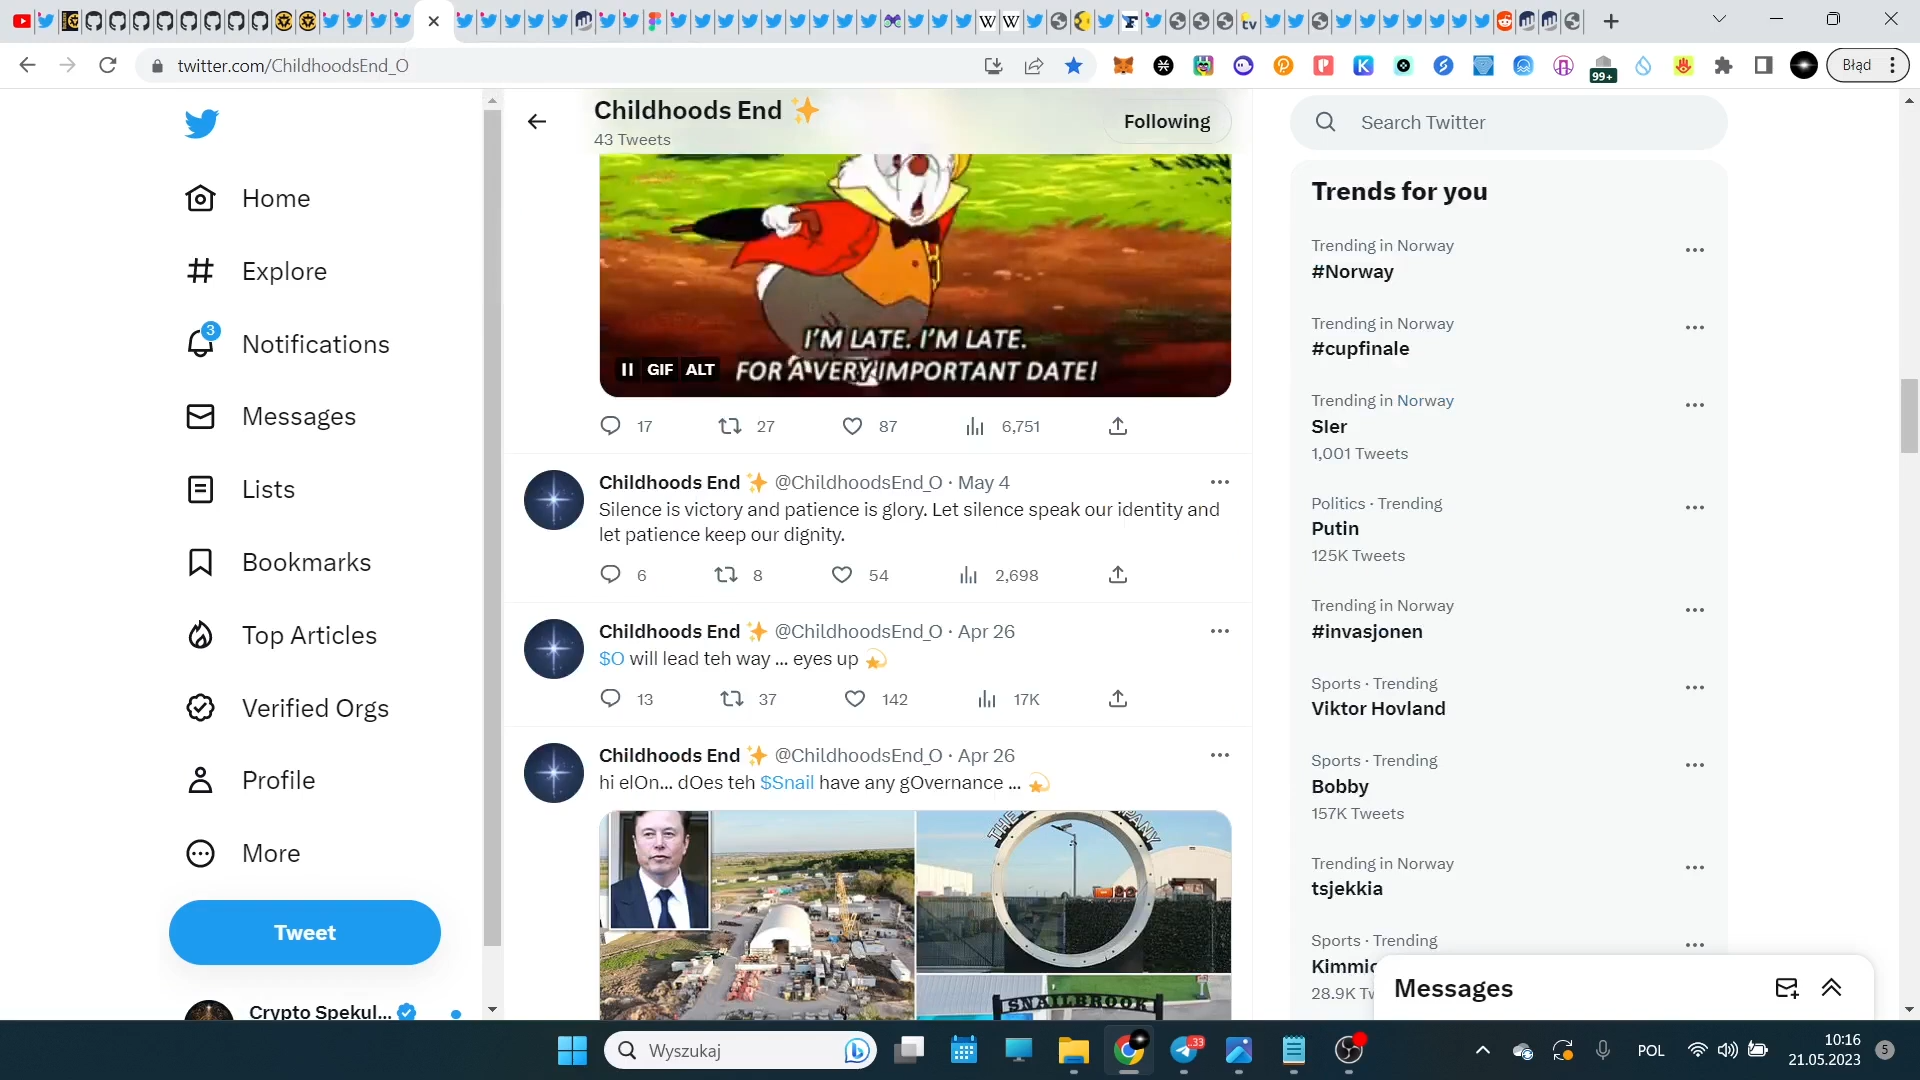 twitter.com/ChildhoodsEnd_O
99+
Błąd
Home
Explore
3
Notifications
Messages
Lists
Bookmarks
Top Articles
Verified Orgs
Profile
More
Tweet
Crypto Spekul...
Childhoods End ✨
43 Tweets
Following
I'M LATE. I'M LATE.
FOR A VERY IMPORTANT DATE!
GIF ALT
17 27 87 6,751
Childhoods End ✨ @ChildhoodsEnd_O · May 4
Silence is victory and patience is glory. Let silence speak our identity and
let patience keep our dignity.
6 8 54 2,698
Childhoods End ✨ @ChildhoodsEnd_O · Apr 26
$O will lead teh way ... eyes up 💫
13 37 142 17K
Childhoods End ✨ @ChildhoodsEnd_O · Apr 26
hi elOn... dOes teh $Snail have any gOvernance ... 💫
SNAILBROOK
Search Twitter
Trends for you
Trending in Norway
#Norway
Trending in Norway
#cupfinale
Trending in Norway
Sler
1,001 Tweets
Politics · Trending
Putin
125K Tweets
Trending in Norway
#invasjonen
Sports · Trending
Viktor Hovland
Sports · Trending
Bobby
157K Tweets
Trending in Norway
tsjekkia
Sports · Trending
28.9K
Messages
Wyszukaj
33
POL
10:16
21.05.2023
5